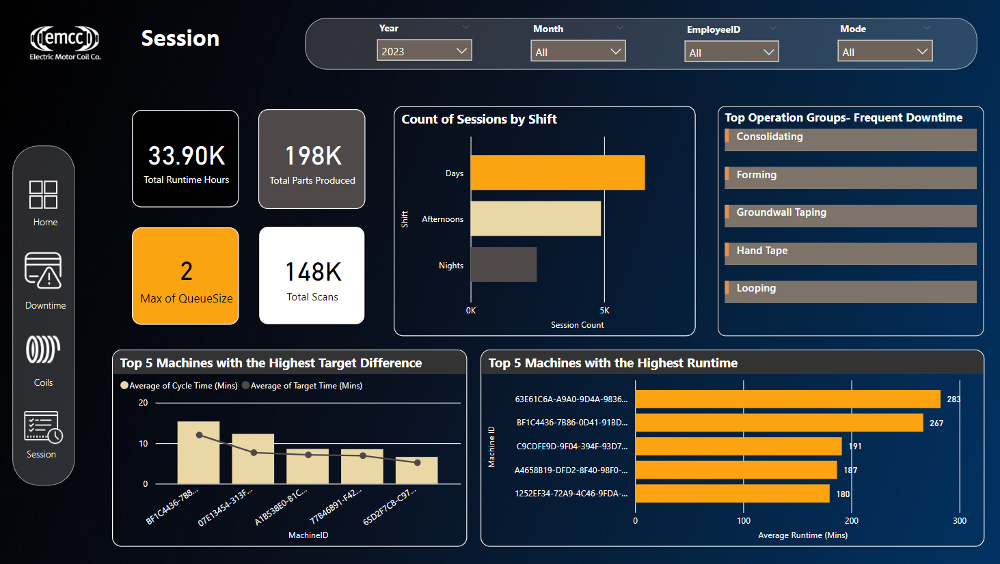 emcc
Electric Motor Coil Co.
Session
Year
2023
Month
All
EmployeeID
All
Mode
All
Home
Downtime
Coils
Session
33.90K
Total Runtime Hours
198K
Total Parts Produced
2
Max of QueueSize
148K
Total Scans
Count of Sessions by Shift
Shift
Days
Afternoons
Nights
0K
5K
Session Count
Top Operation Groups- Frequent Downtime
Consolidating
Forming
Groundwall Taping
Hand Tape
Looping
Top 5 Machines with the Highest Target Difference
Average of Cycle Time (Mins)
Average of Target Time (Mins)
20
10
0
BF1C4436-7B8...
07E13454-313F...
A1B538E0-B1C...
77B46B91-F42...
65D2F7C8-C97...
MachineID
Top 5 Machines with the Highest Runtime
Machine ID
63E61C6A-A9A0-9D4A-9836... 283
BF1C4436-7B86-0D41-91BD... 267
C9CDFE9D-9F04-394F-93D7... 191
A4658B19-DFD2-8F40-98F0-... 187
1252EF34-72A9-4C46-9FDA-... 180
0
100
200
300
Average Runtime (Mins)